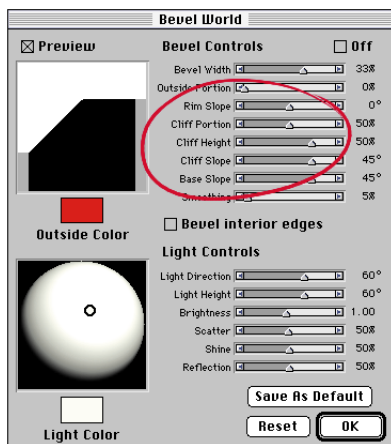 Bevel World
Preview
Bevel Controls
Off
Bevel Width 33%
Outside Portion 0%
Rim Slope 0°
Cliff Portion 50%
Cliff Height 50%
Cliff Slope 45°
Base Slope 45°
Smoothing 5%
Outside Color
Bevel interior edges
Light Controls
Light Direction 60°
Light Height 60°
Brightness 1.00
Scatter 50%
Shine 50%
Reflection 50%
Light Color
Save As Default
Reset
OK